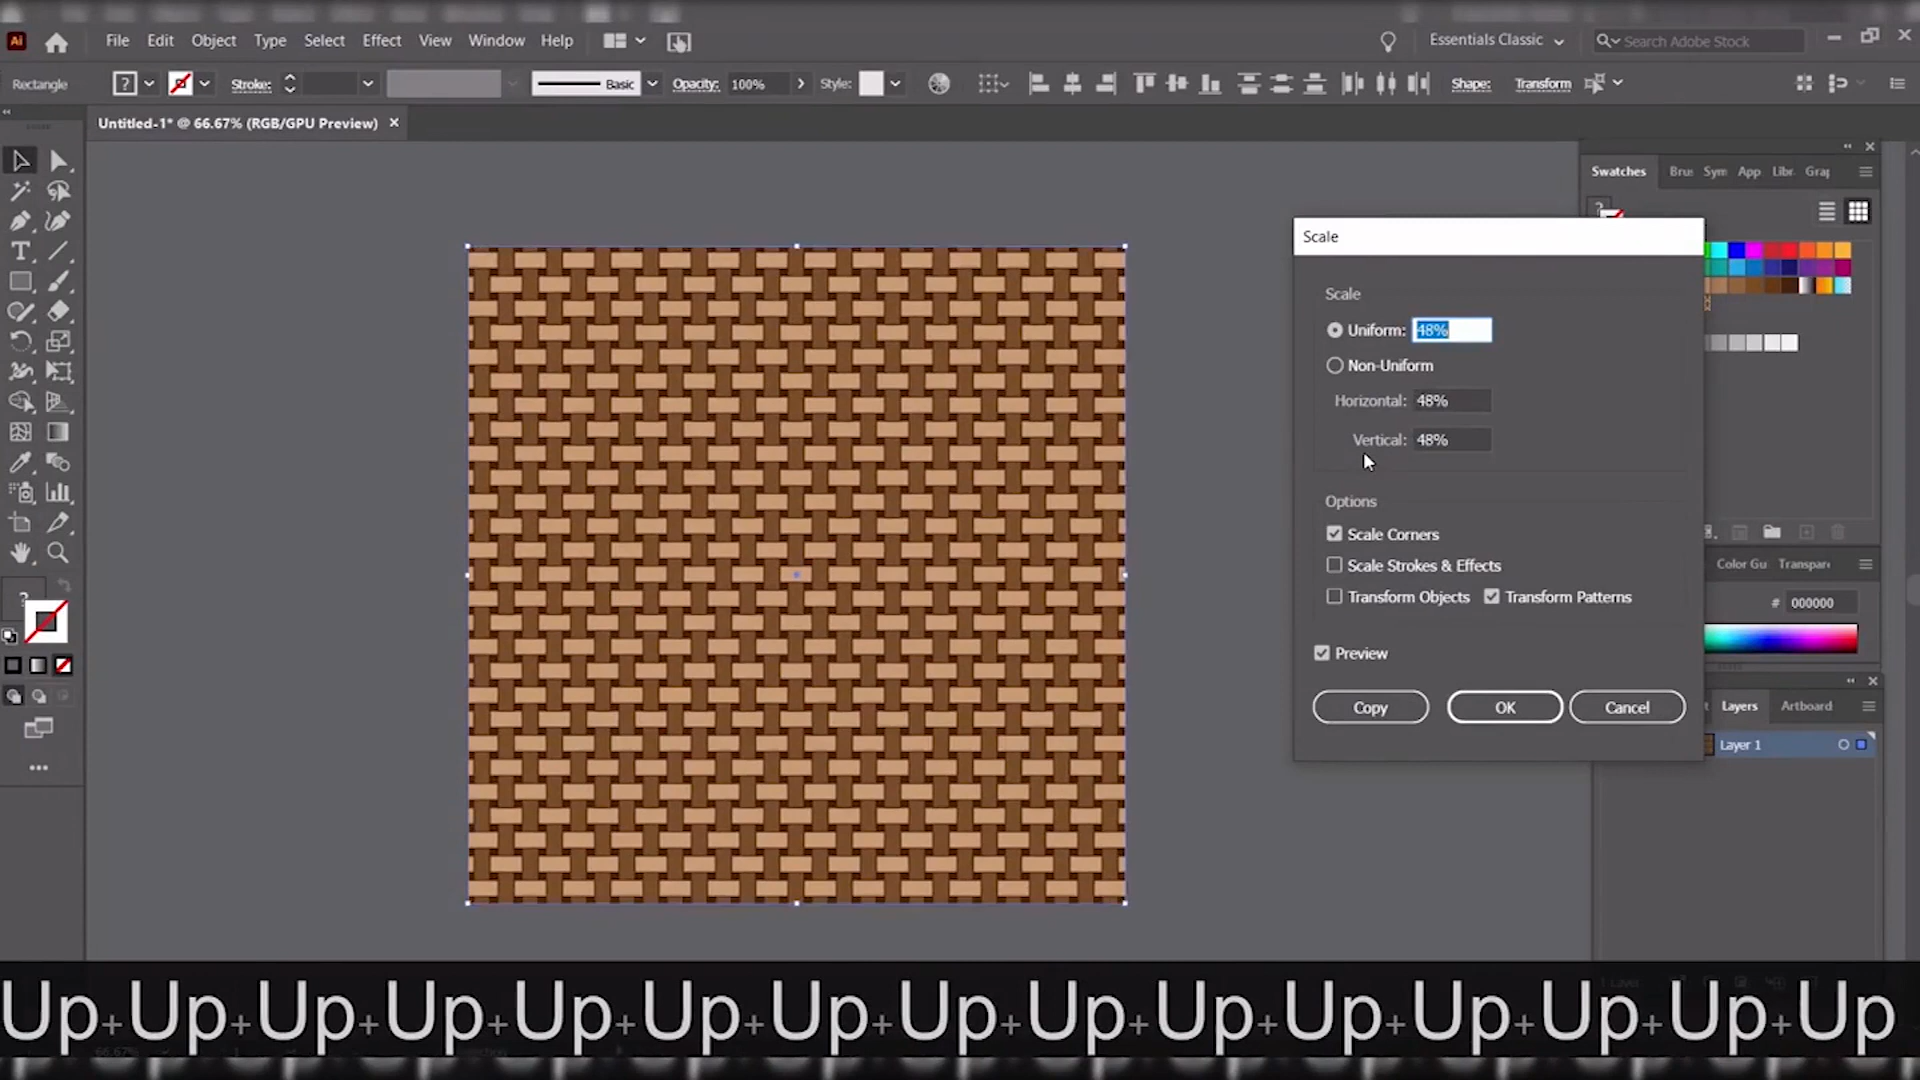 Ai File Edit Object Type Select Effect View Window Help Essentials Classic Search Adobe Stock
Rectangle ? Stroke: Basic Opacity: 100% Style: Shape: Transform
Untitled-1* @ 66.67% (RGB/GPU Preview) ×
Swatches Brus Sym App Libr Grap
Scale
Scale
Uniform: 48%
Non-Uniform
Horizontal: 48%
Vertical: 48%
Options
Scale Corners
Scale Strokes & Effects
Transform Objects Transform Patterns
Preview
Copy OK Cancel
Color Gu Transpare
# 000000
Layers Artboard
Layer 1
Up+Up+Up+Up+Up+Up+Up+Up+Up+Up+Up+Up+Up+Up+Up